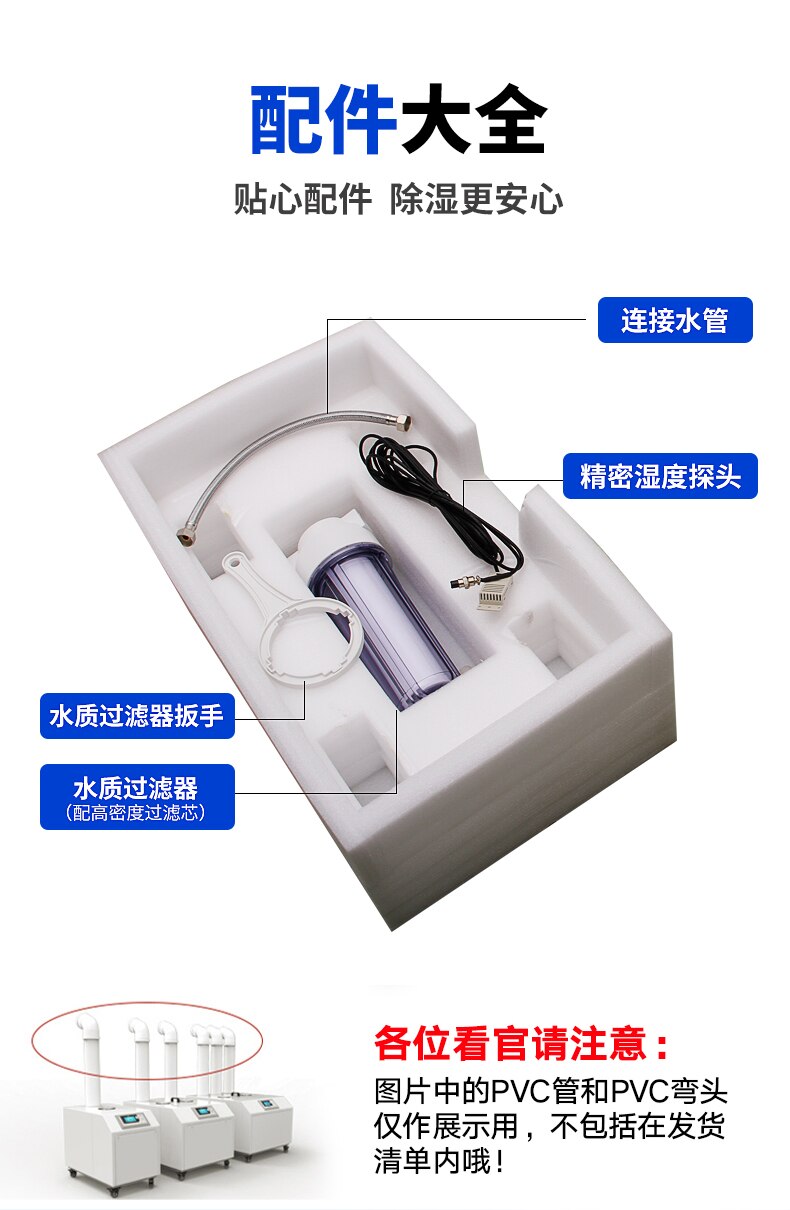 配件大全
贴心配件 除湿更安心
连接水管
精密湿度探头
水质过滤器扳手
水质过滤器
（配高密度过滤芯）
各位看官请注意：
图片中的PVC管和PVC弯头
仅作展示用，不包括在发货
清单内哦！